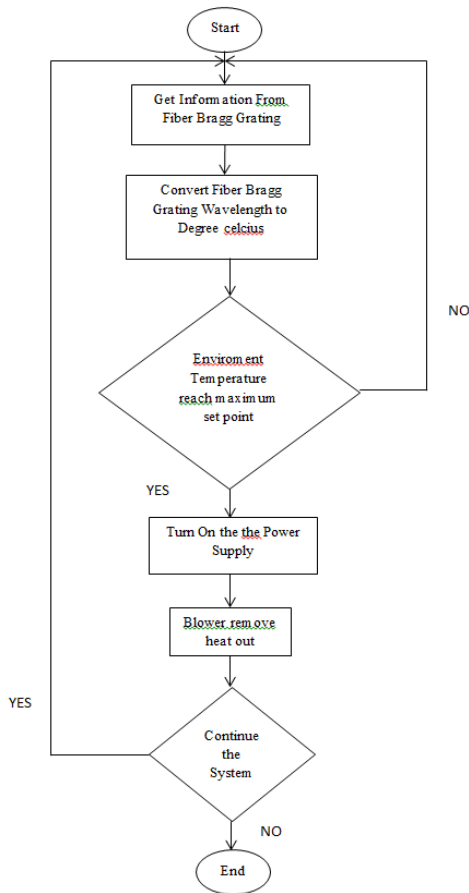 Start
Get Information From
Fiber Bragg Grating
Convert Fiber Bragg
Grating Wavelength to
Degree celcius
NO
Enviroment
Temperature
reach maximum
set point
YES
Turn On the the Power
Supply
Blower remove
heat out
YES
Continue
the
System
NO
End